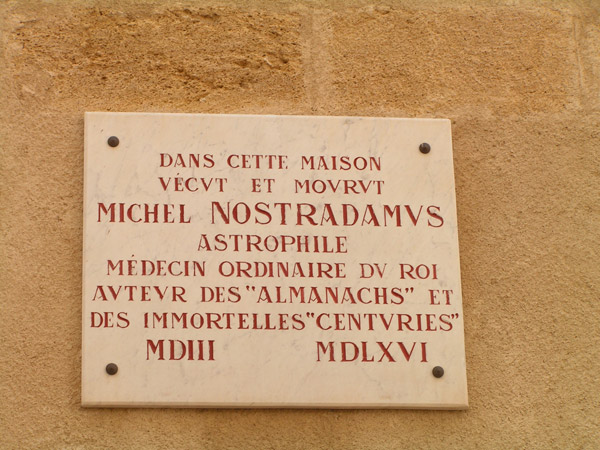 DANS CETTE MAISON
VÉCVT ET MOVRVT
MICHEL NOSTRADAMVS
ASTROPHILE
MÉDECIN ORDINAIRE DV ROI
AVTEVR DES "ALMANACHS" ET
DES IMMORTELLES "CENTVRIES"
MDIII MDLXVI